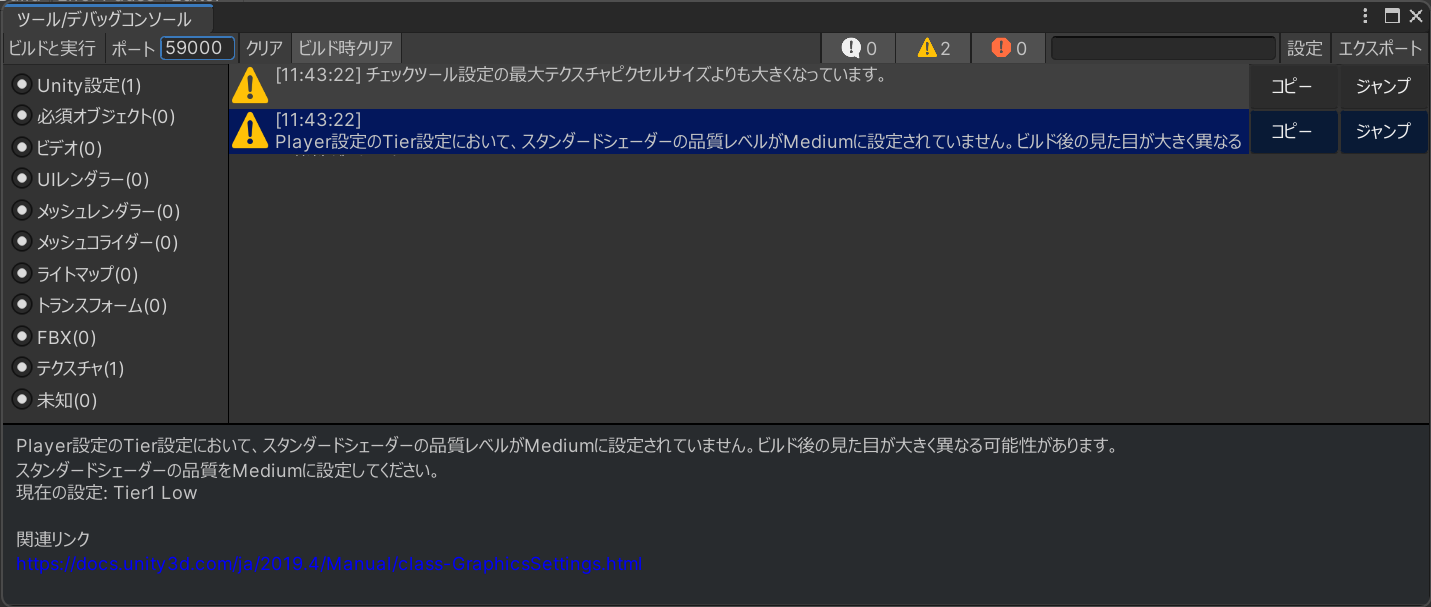 ツール/デバッグコンソール
ビルドと実行 ポート 59000 クリア ビルド時クリア 0 2 0 設定 エクスポート
Unity設定(1)
必須オブジェクト(0)
ビデオ(0)
UIレンダラー(0)
メッシュレンダラー(0)
メッシュコライダー(0)
ライトマップ(0)
トランスフォーム(0)
FBX(0)
テクスチャ(1)
未知(0)
[11:43:22] チェックツール設定の最大テクスチャピクセルサイズよりも大きくなっています。
コピー ジャンプ
[11:43:22]
Player設定のTier設定において、スタンダードシェーダーの品質レベルがMediumに設定されていません。ビルド後の見た目が大きく異なる
コピー ジャンプ
Player設定のTier設定において、スタンダードシェーダーの品質レベルがMediumに設定されていません。ビルド後の見た目が大きく異なる可能性があります。
スタンダードシェーダーの品質をMediumに設定してください。
現在の設定: Tier1 Low
関連リンク
https://docs.unity3d.com/ja/2019.4/Manual/class-GraphicsSettings.html